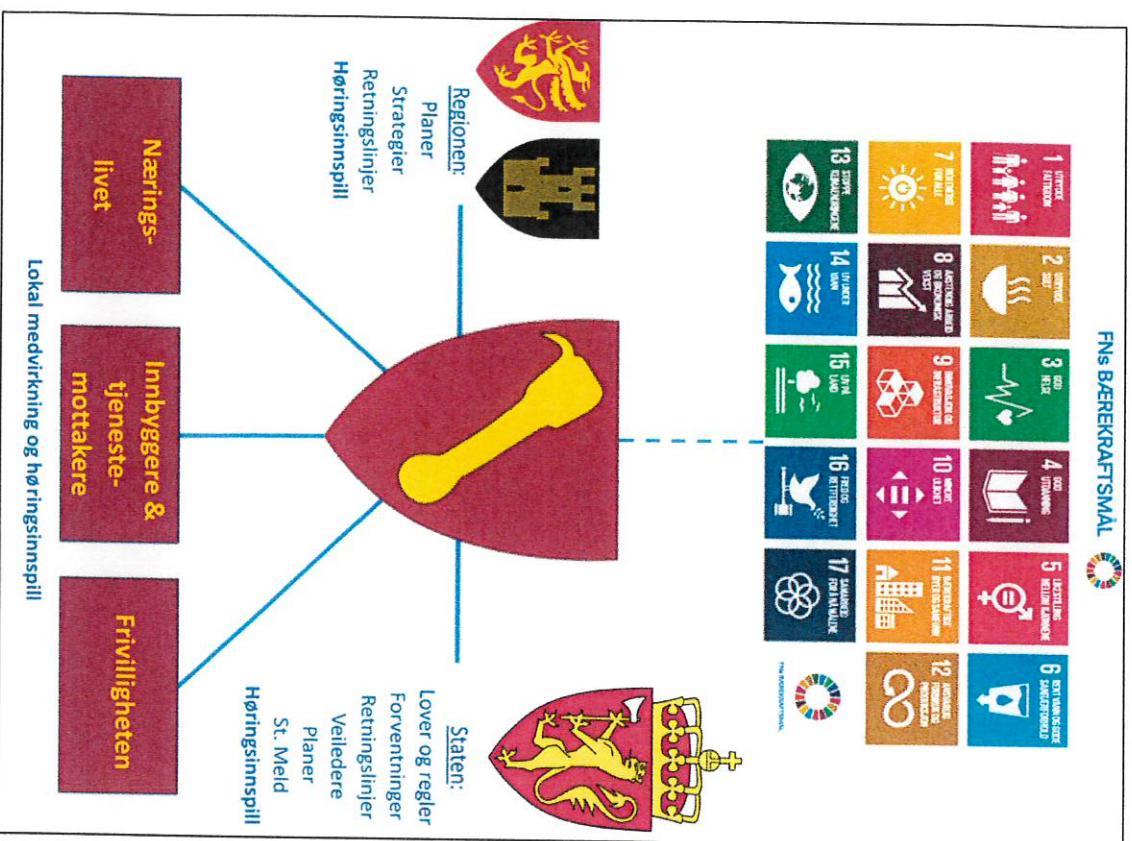 FNs BÆREKRAFTSMÅL
1 UTRYDDE
FATTIGDOM
2 UTRYDDE
SULT
3 GOD
HELSE
4 GOD
UTDANNING
5 LIKESTILLING
MELLOM KJØNNENE
6 RENT VANN OG GODE
SANITÆRFORHOLD
7 REN ENERGI
FOR ALLE
8 ANSTENDIG ARBEID
OG ØKONOMISK
VEKST
9 INNOVASJON OG
INFRASTRUKTUR
10 MINDRE
ULIKHET
11 BÆREKRAFTIGE
BYER OG SAMFUNN
12 ANSVARLIG
FORBRUK OG
PRODUKSJON
13 STOPPE
KLIMAENDRINGENE
14 LIV UNDER
VANN
15 LIV PÅ
LAND
16 FRED OG
RETTFERDIGHET
17 SAMARBEID
FOR Å NÅ MÅLENE
FNs BÆREKRAFTSMÅL
Regionen:
Planer
Strategier
Retningslinjer
Høringsinnspill
Staten:
Lover og regler
Forventninger
Retningslinjer
Veiledere
Planer
St. Meld
Høringsinnspill
Nærings-
livet
Innbyggere &
tjeneste-
mottakere
Frivilligheten
Lokal medvirkning og høringsinnspill